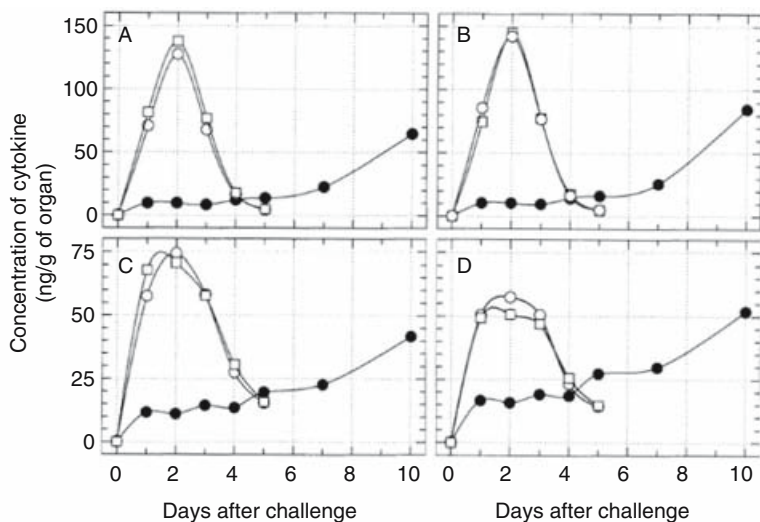 Concentration of cytokine
(ng/g of organ)
150
100
50
0
A
B
75
50
25
0
C
D
0 2 4 6 8 10
0 2 4 6 8 10
Days after challenge
Days after challenge